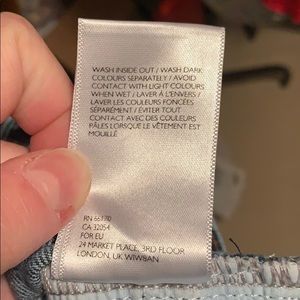 WASH INSIDE OUT / WASH DARK
COLOURS SEPARATELY / AVOID
CONTACT WITH LIGHT COLOURS
WHEN WET / LAVER À L'ENVERS /
LAVER LES COULEURS FONCÉES
SÉPARÉMENT / ÉVITER TOUT
CONTACT AVEC DES COULEURS
PÂLES LORSQUE LE VÊTEMENT EST
MOUILLÉ
RN 66170
CA 32054
FOR EU
24 MARKET PLACE, 3RD FLOOR
LONDON, UK W1W8AN